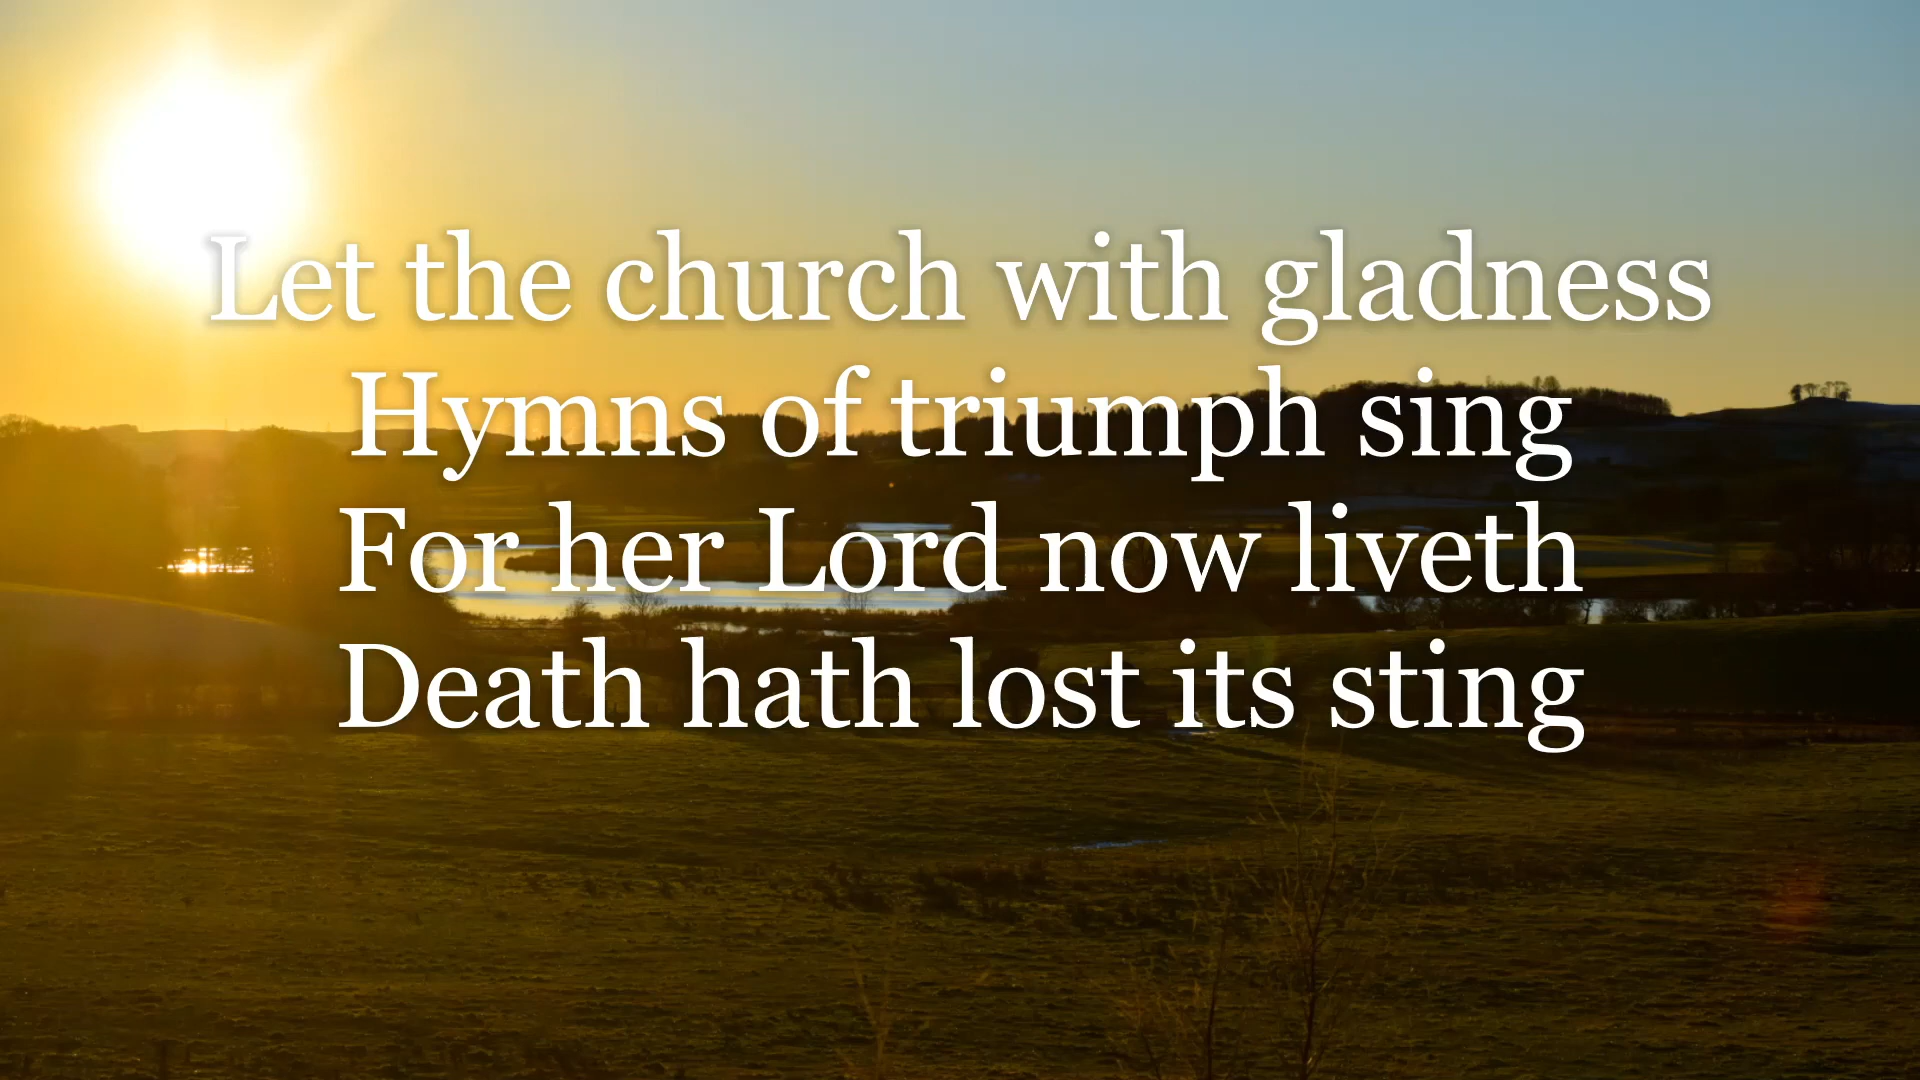 Let the church with gladness
Hymns of triumph sing
For her Lord now liveth
Death hath lost its sting